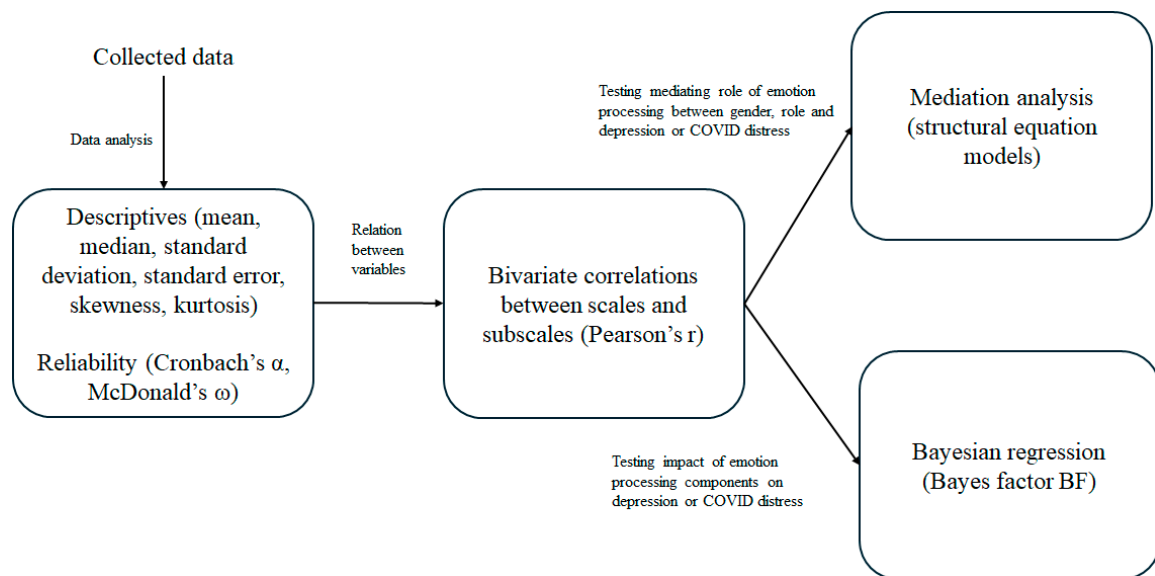 Collected data
Data analysis
Descriptives (mean,
median, standard
deviation, standard error,
skewness, kurtosis)
Reliability (Cronbach’s α,
McDonald’s ω)
Relation
between
variables
Bivariate correlations
between scales and
subscales (Pearson’s r)
Testing mediating role of emotion
processing between gender, role and
depression or COVID distress
Mediation analysis
(structural equation
models)
Testing impact of emotion
processing components on
depression or COVID distress
Bayesian regression
(Bayes factor BF)